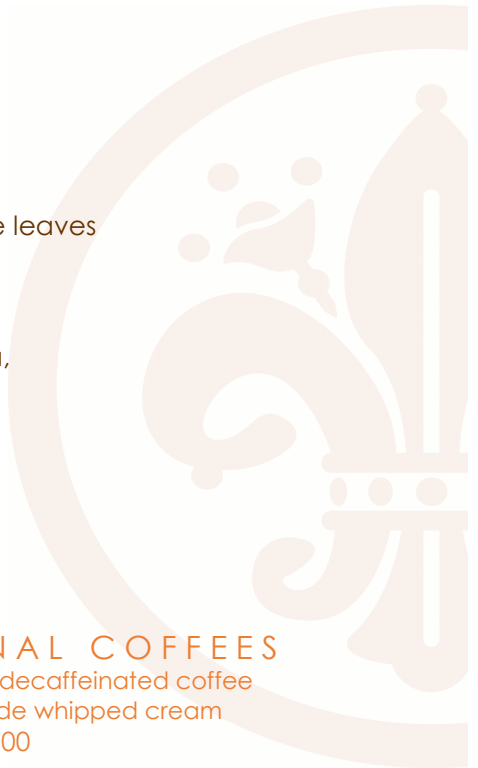 e leaves
,
NAL COFFEES
decaffeinated coffee
de whipped cream
00